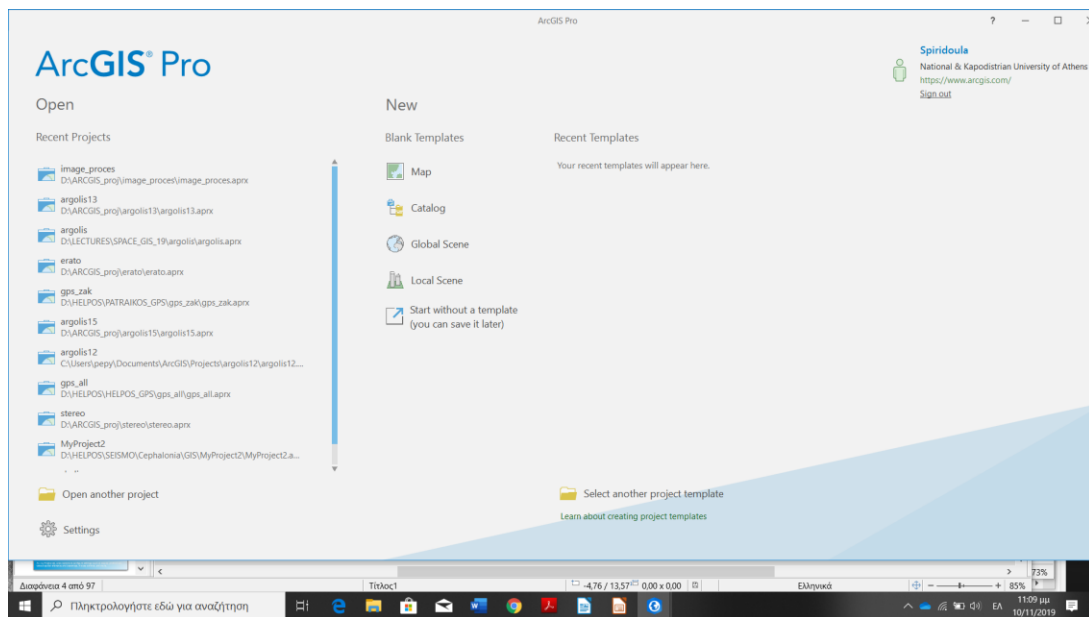 ArcGIS Pro
?
ArcGIS® Pro
Spiridoula
National & Kapodistrian University of Athens
https://www.arcgis.com/
Sign out
Open
Recent Projects
image_proces
D:\ARCGIS_proj\image_proces\image_proces.aprx
argolis13
D:\ARCGIS_proj\argolis13\argolis13.aprx
argolis
D:\LECTURES\SPACE_GIS_19\argolis\argolis.aprx
erato
D:\ARCGIS_proj\erato\erato.aprx
gps_zak
D:\HELPOS\PATRAIKOS_GPS\gps_zak\gps_zak.aprx
argolis15
D:\ARCGIS_proj\argolis15\argolis15.aprx
argolis12
C:\Users\pepy\Documents\ArcGIS\Projects\argolis12\argolis12....
gps_all
D:\HELPOS\HELPOS_GPS\gps_all\gps_all.aprx
stereo
D:\ARCGIS_proj\stereo\stereo.aprx
MyProject2
D:\HELPOS\SEISMO\Cephalonia\GIS\MyProject2\MyProject2.a...
Open another project
Settings
New
Blank Templates
Map
Catalog
Global Scene
Local Scene
Start without a template
(you can save it later)
Recent Templates
Your recent templates will appear here.
Select another project template
Learn about creating project templates
73%
Διαφάνεια 4 από 97
Τίτλος1
-4,76 / 13,57
0,00 x 0,00
Ελληνικά
85%
Πληκτρολογήστε εδώ για αναζήτηση
ΕΛ
11:09 μμ
10/11/2019